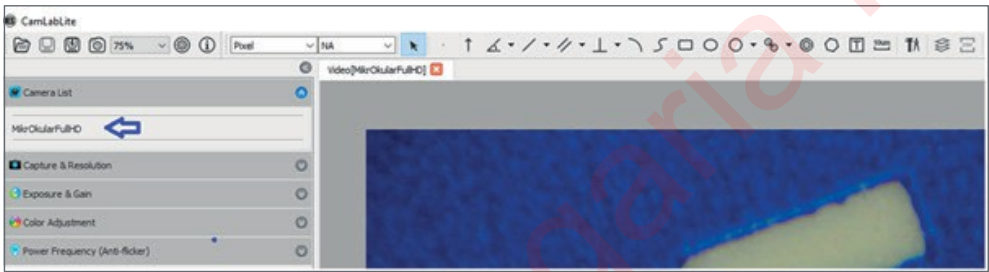 CamLabLite
75% Pixel NA
Video[MikrOkularFullHD]
Camera List
MikrOkularFullHD
Capture & Resolution
Exposure & Gain
Color Adjustment
Power Frequency (Anti-flicker)